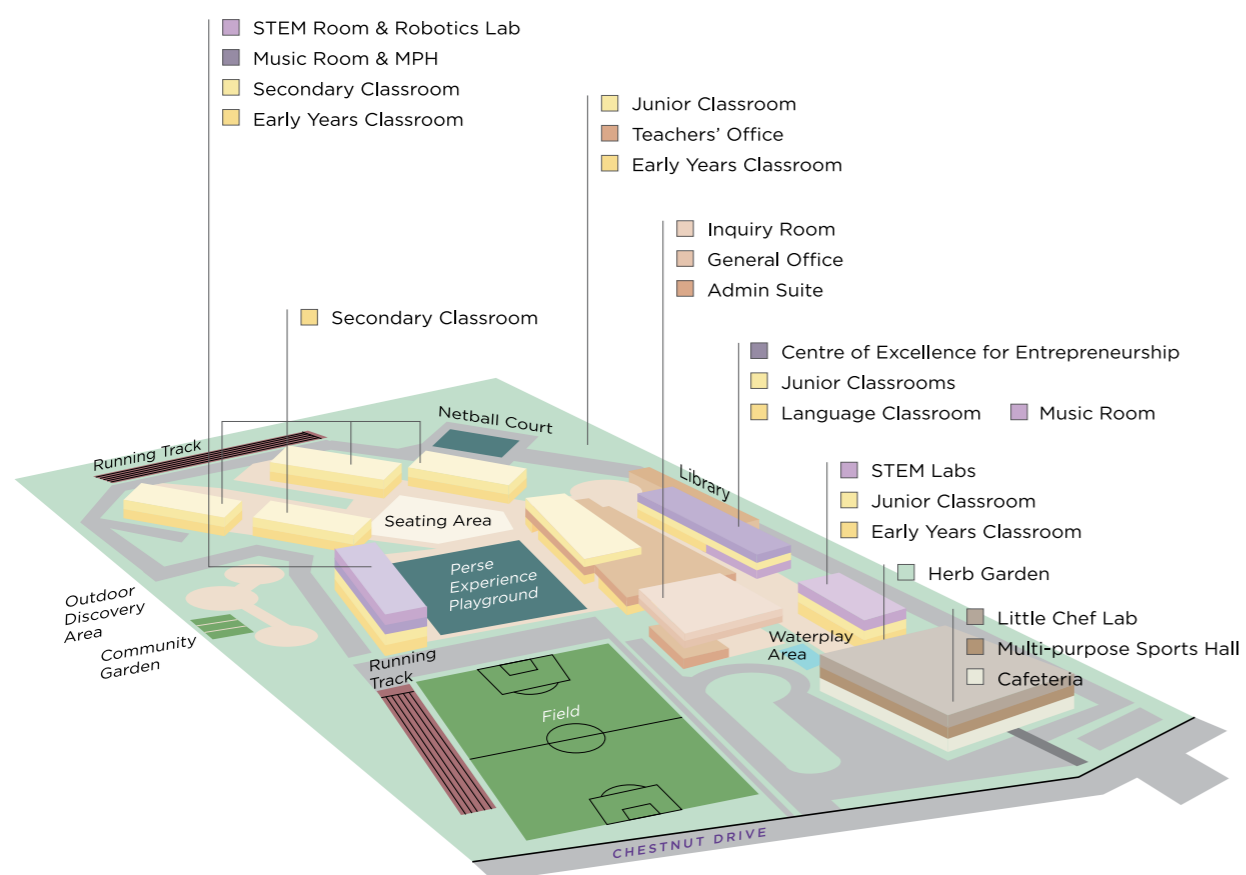 STEM Room & Robotics Lab
Music Room & MPH
Secondary Classroom
Early Years Classroom
Junior Classroom
Teachers' Office
Early Years Classroom
Inquiry Room
General Office
Admin Suite
Secondary Classroom
Centre of Excellence for Entrepreneurship
Junior Classrooms
Language Classroom
Music Room
Netball Court
Running Track
Library
STEM Labs
Junior Classroom
Early Years Classroom
Seating Area
Herb Garden
Perse
Experience
Playground
Outdoor
Discovery
Area
Community
Garden
Little Chef Lab
Multi-purpose Sports Hall
Cafeteria
Waterplay
Area
Running
Track
Field
CHESTNUT DRIVE